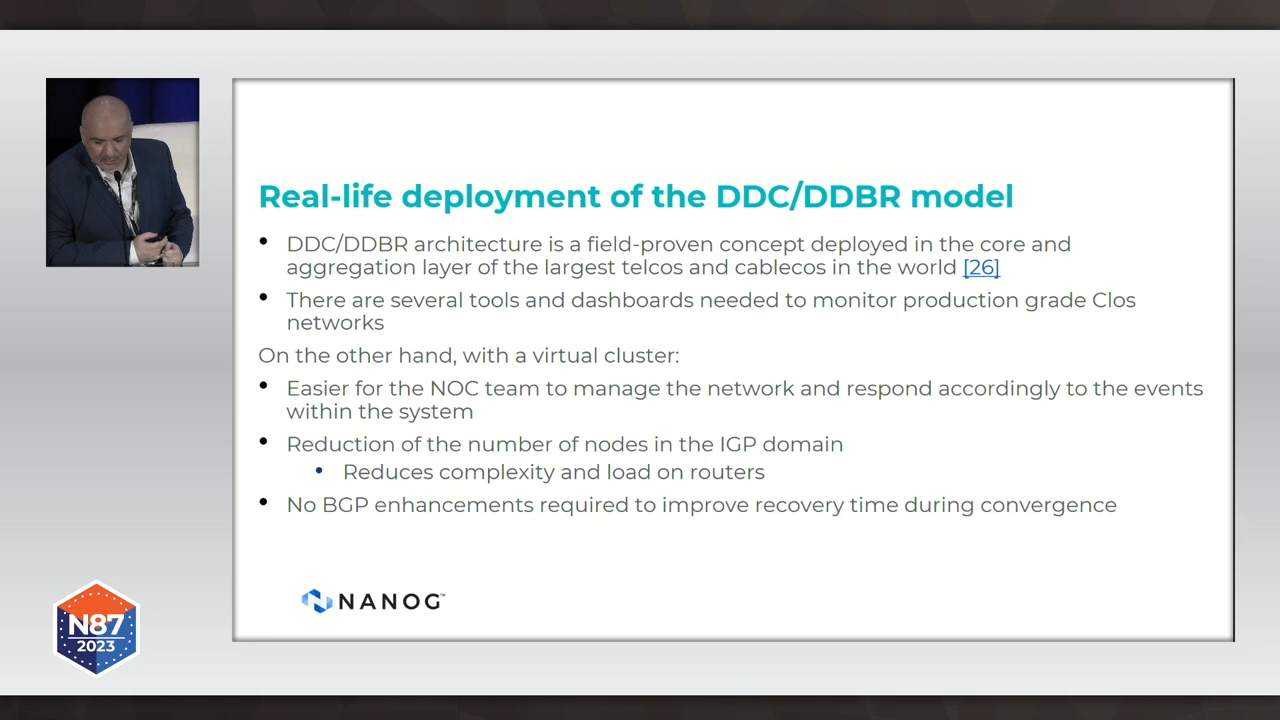 Real-life deployment of the DDC/DDBR model
• DDC/DDBR architecture is a field-proven concept deployed in the core and
aggregation layer of the largest telcos and cablecos in the world [26]
• There are several tools and dashboards needed to monitor production grade Clos
networks
On the other hand, with a virtual cluster:
• Easier for the NOC team to manage the network and respond accordingly to the events
within the system
• Reduction of the number of nodes in the IGP domain
• Reduces complexity and load on routers
• No BGP enhancements required to improve recovery time during convergence
NANOG™
N87
2023